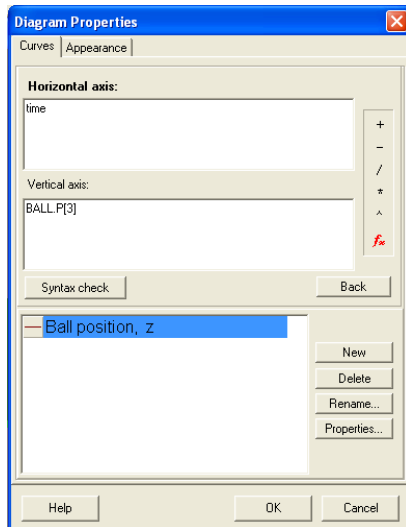 Diagram Properties
Curves
Appearance
Horizontal axis:
time
Vertical axis:
BALL.P[3]
+
-
/
*
^
fx
Syntax check
Back
Ball position, z
New
Delete
Rename...
Properties...
Help
OK
Cancel